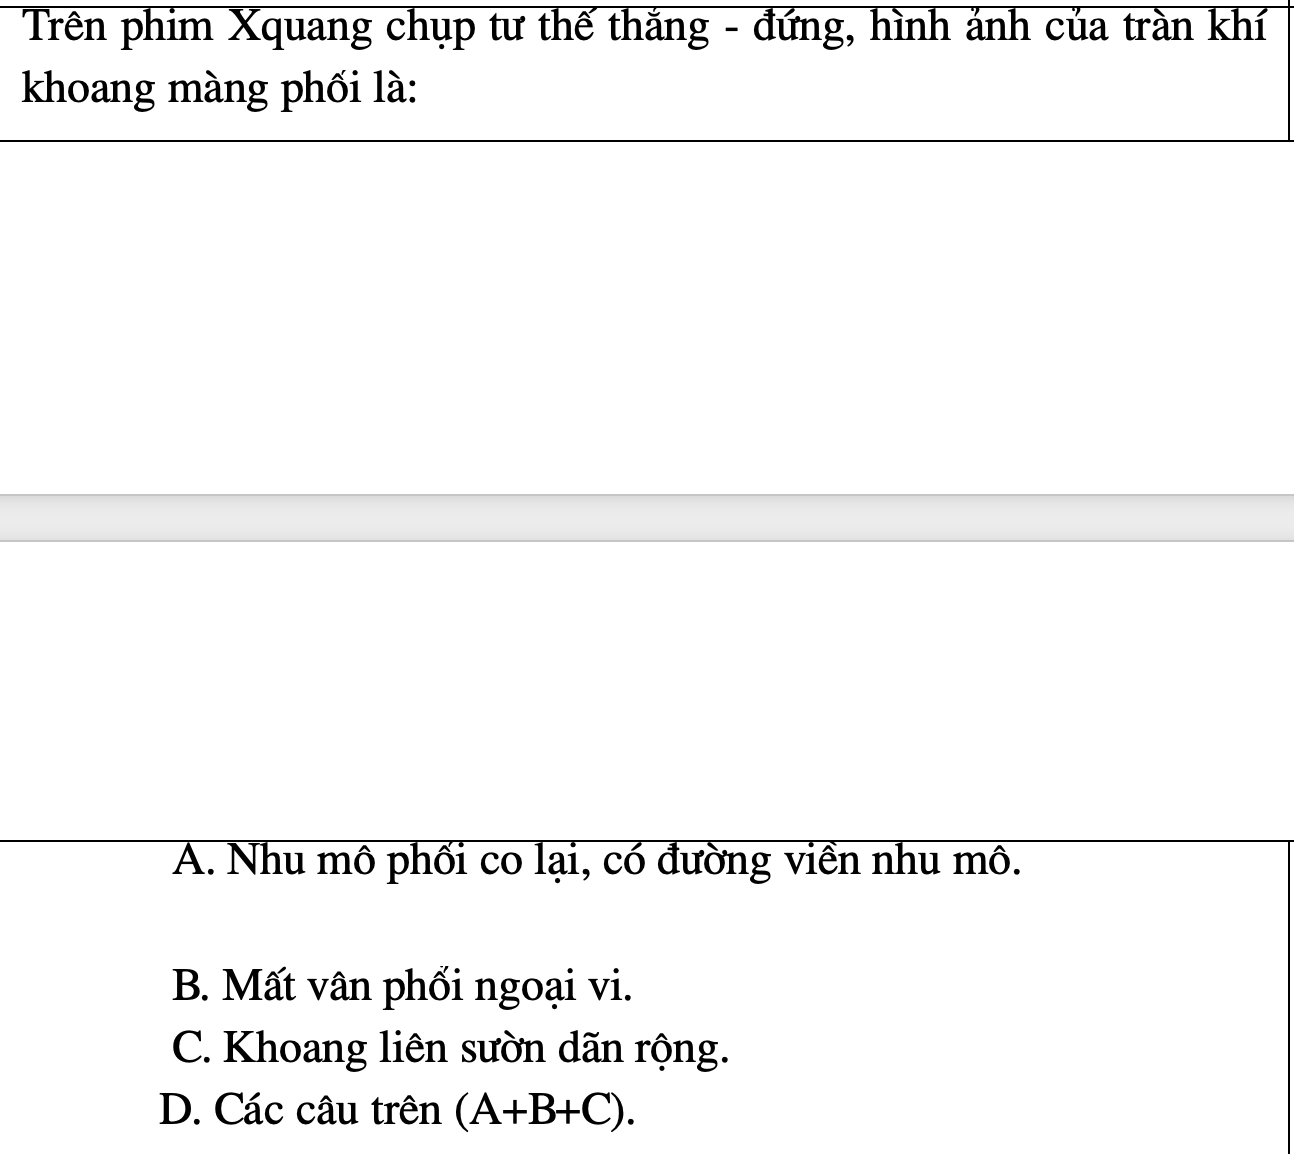 Trên phim Xquang chụp tư thế thẳng - đứng, hình ảnh của tràn khí
khoang màng phối là:
A. Nhu mô phối co lại, có đường viền nhu mô.
B. Mất vân phổi ngoại vi.
C. Khoang liên sườn dãn rộng.
D. Các câu trên (A+B+C).